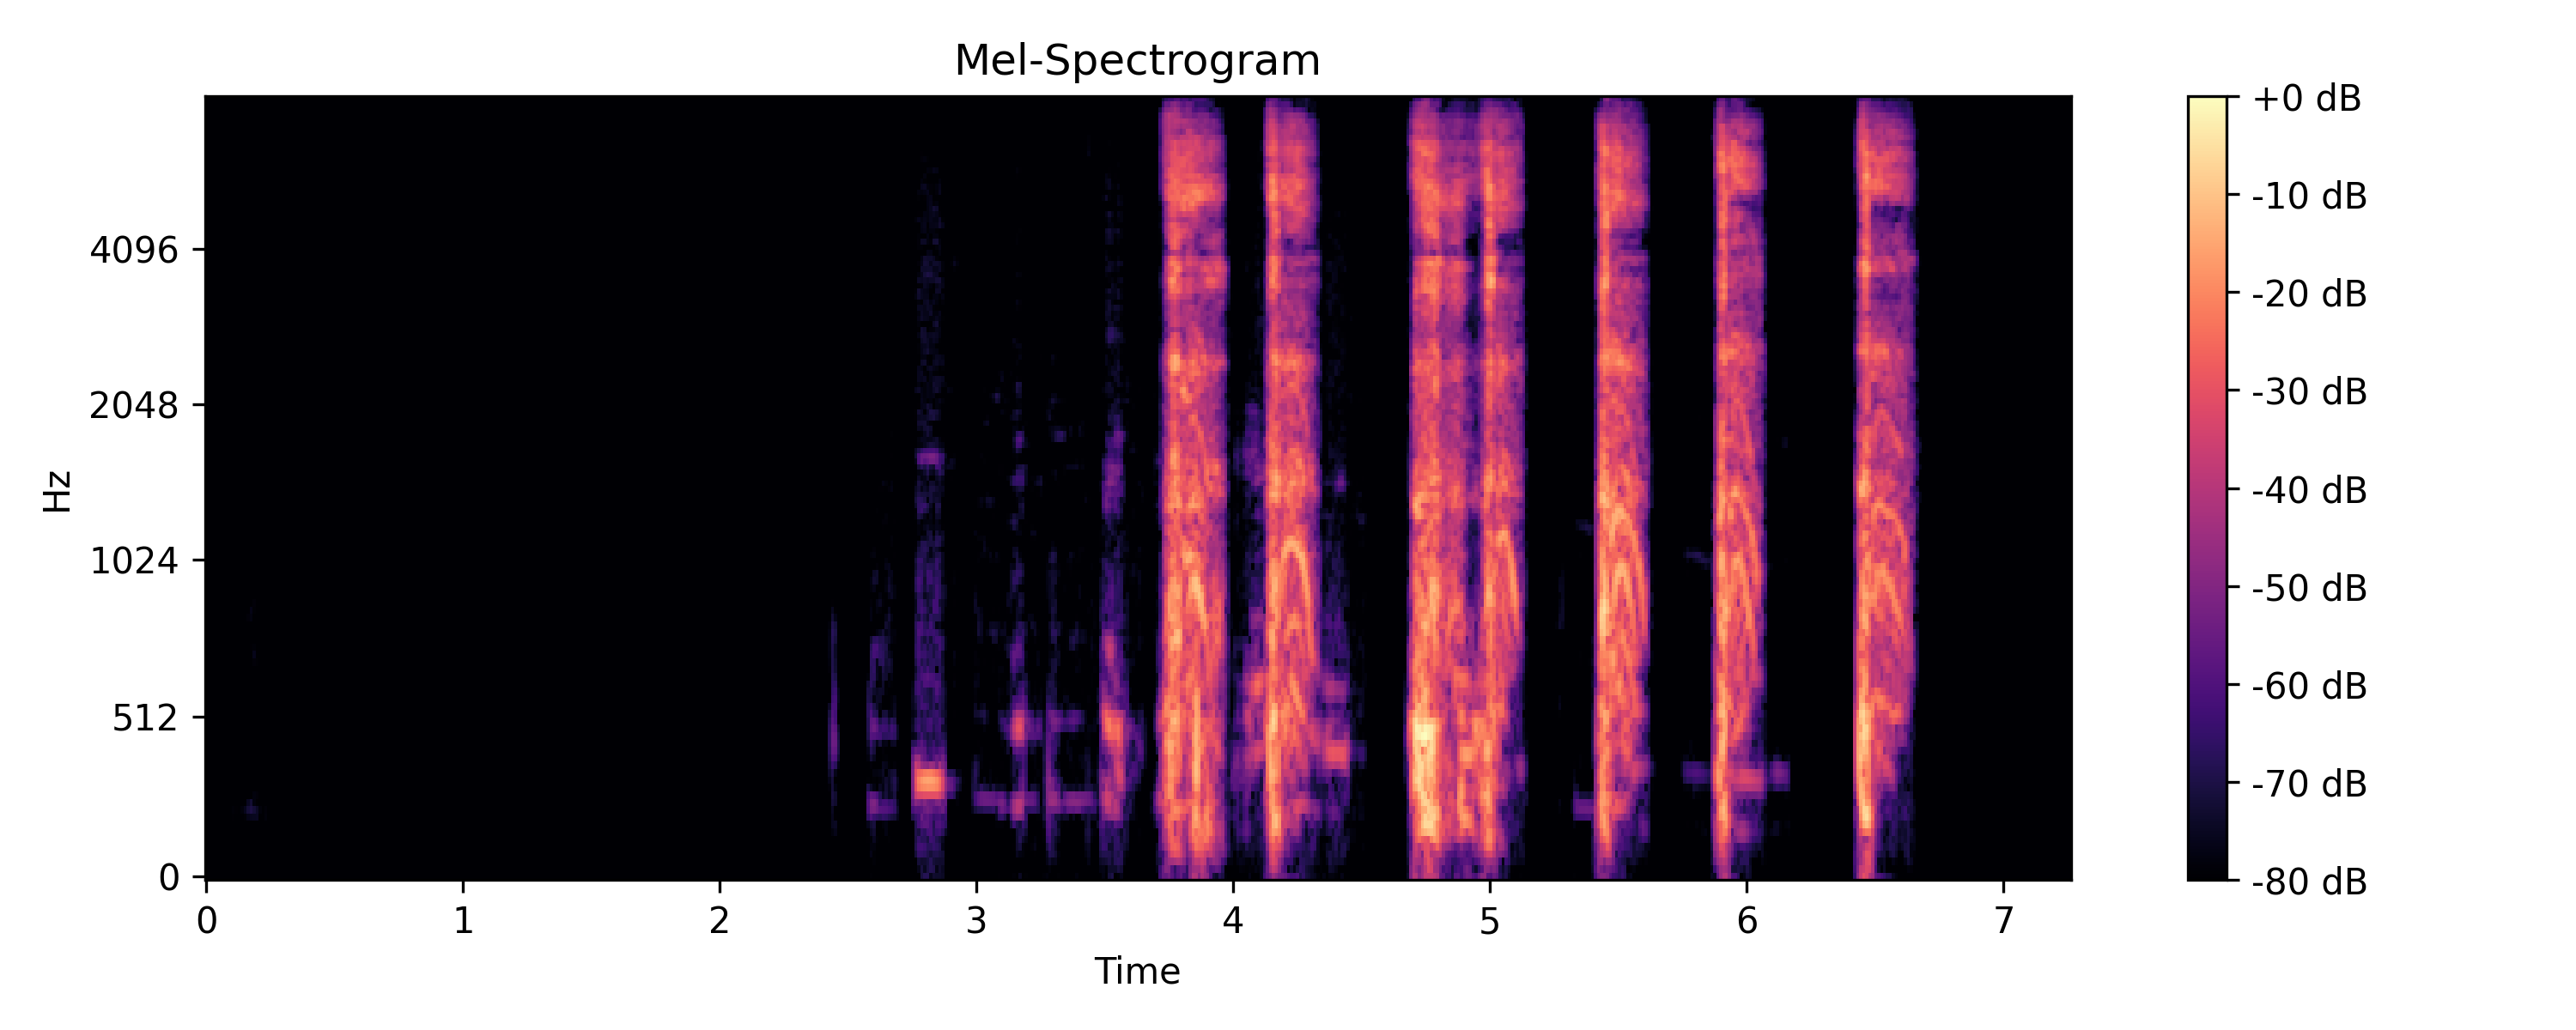 Mel-Spectrogram
+0 dB
-10 dB
-20 dB
-30 dB
-40 dB
-50 dB
-60 dB
-70 dB
-80 dB
Hz
4096
2048
1024
512
0
0 1 2 3 4 5 6 7
Time